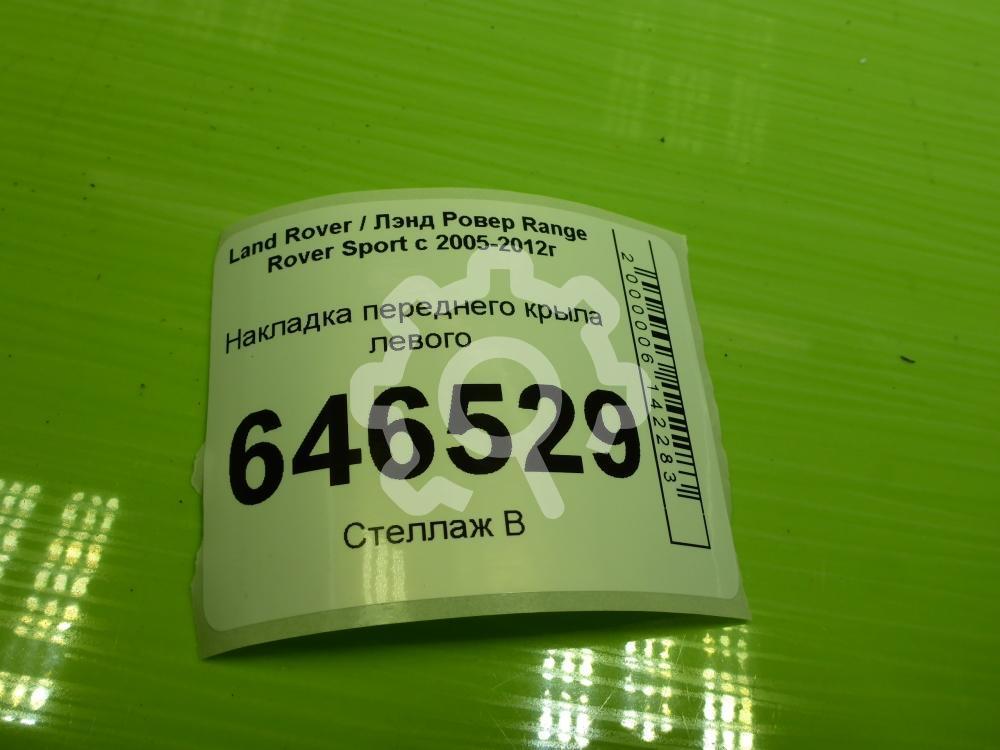 Land Rover / Лэнд Ровер Range
Rover Sport с 2005-2012г
Накладка переднего крыла
левого
646529
Стеллаж В
2000006142283